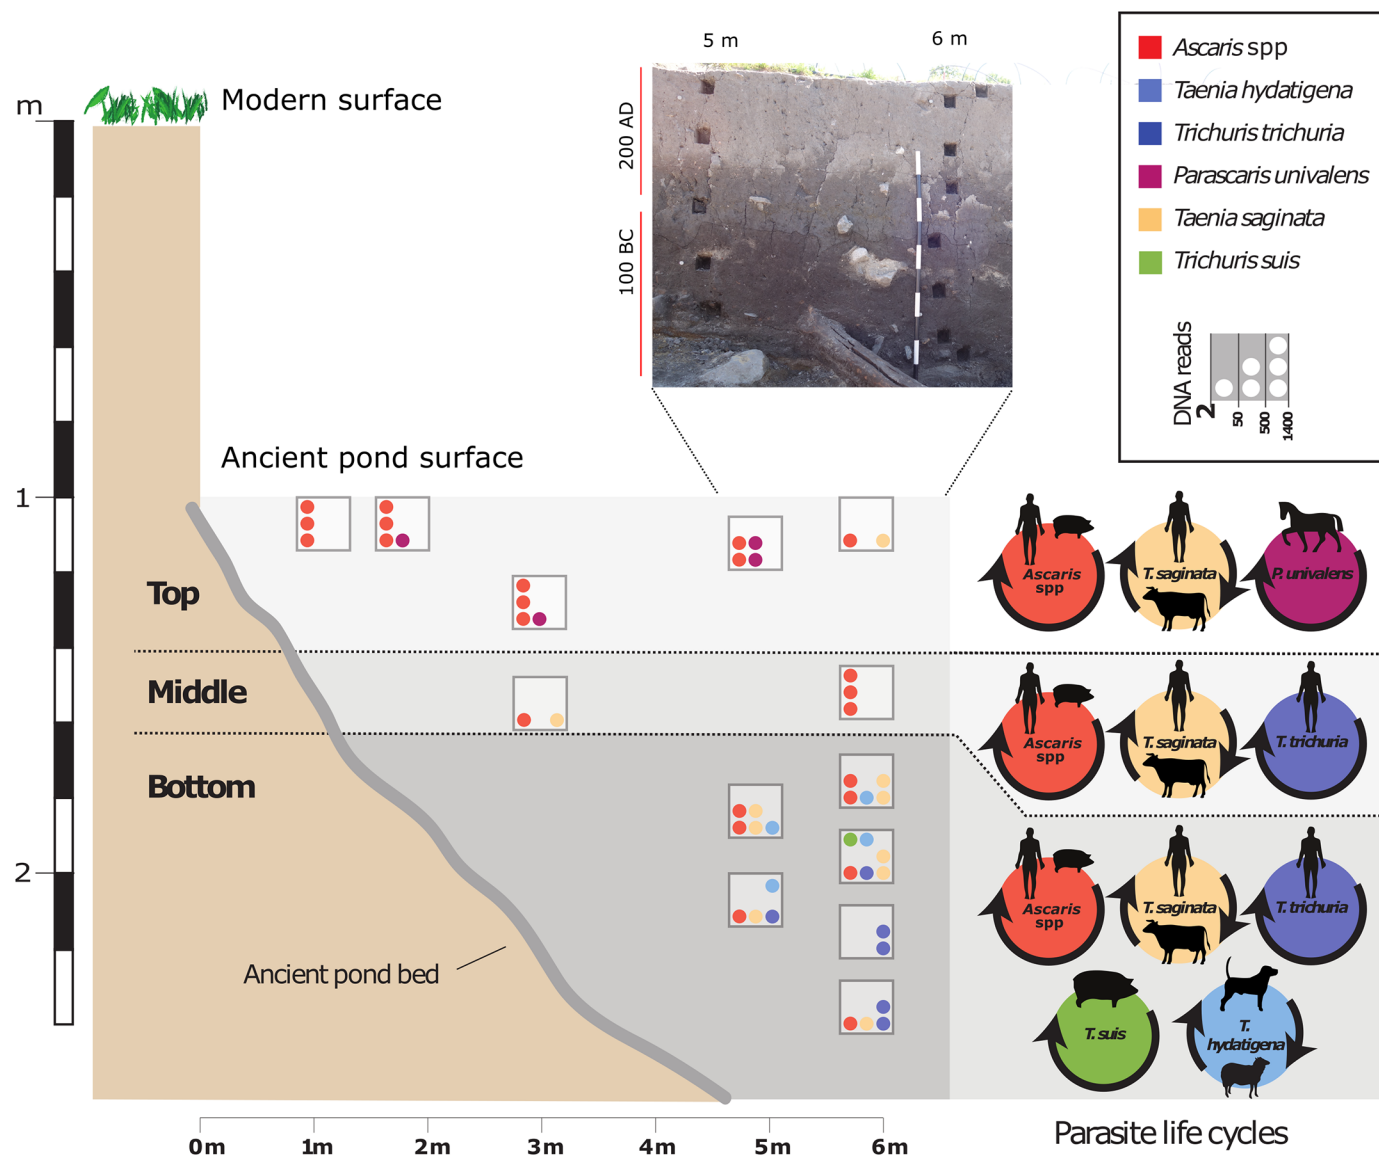 5 m
6 m
m
Modern surface
200 AD
100 BC
Ascaris spp
Taenia hydatigena
Trichuris trichuria
Parascaris univalens
Taenia saginata
Trichuris suis
DNA reads
2
50
500
1400
Ancient pond surface
1
Top
Middle
Bottom
2
Ancient pond bed
Ascaris
spp
T. saginata
P. univalens
Ascaris
spp
T. saginata
T. trichuria
Ascaris
spp
T. saginata
T. trichuria
T. suis
T.
hydatigena
0m
1m
2m
3m
4m
5m
6m
Parasite life cycles